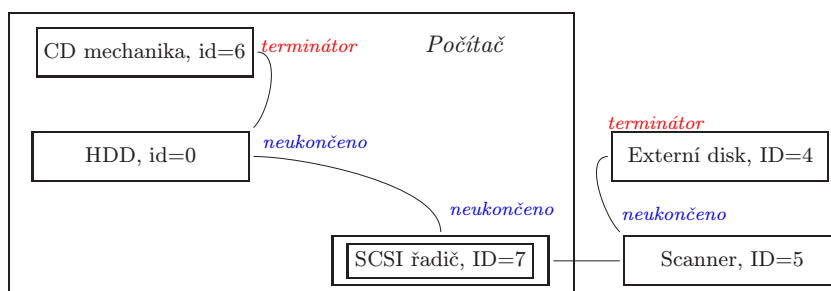 CD mechanika, id=6
terminátor
Počítač
HDD, id=0
neukončeno
terminátor
Externí disk, ID=4
neukončeno
neukončeno
SCSI řadič, ID=7
Scanner, ID=5